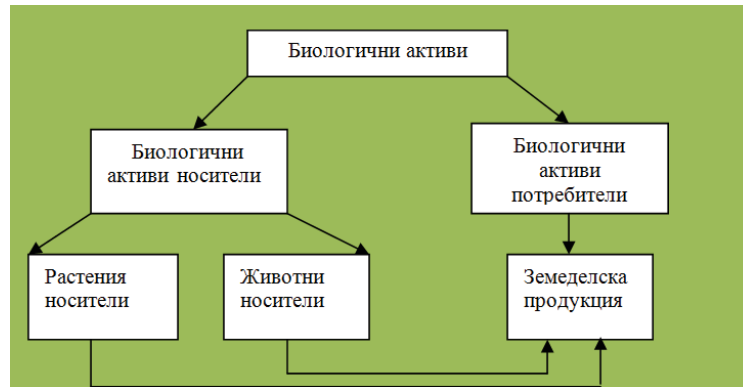 Биологични активи
Биологични
активи носители
Биологични
активи
потребители
Растения
носители
Животни
носители
Земеделска
продукция